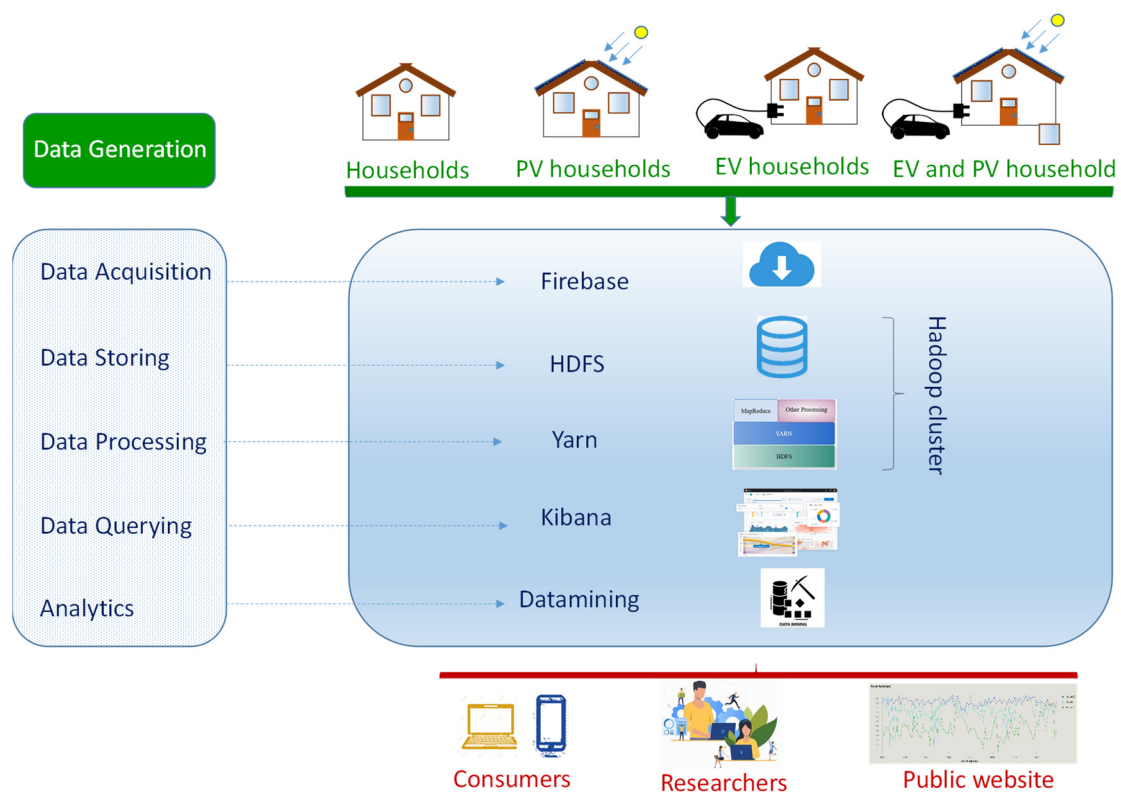 Data Generation
Households
PV households
EV households
EV and PV household
Data Acquisition
Firebase
Data Storing
HDFS
Hadoop cluster
MapReduce
Other Processing
Data Processing
Yarn
YARN
HDFS
Data Querying
Kibana
Analytics
Datamining
DATA MINING
Consumers
Researchers
Public website